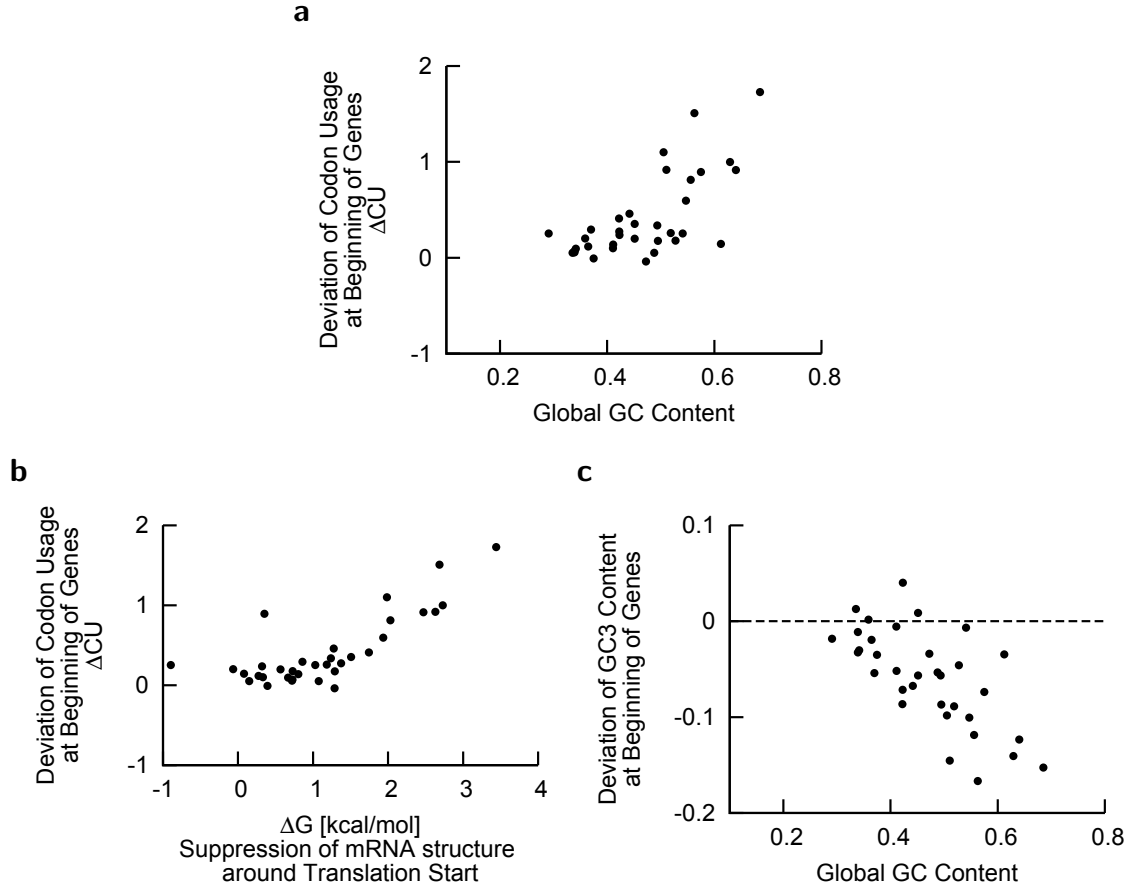 a
Deviation of Codon Usage
at Beginning of Genes
ΔCU
2
1
0
-1
0.2 0.4 0.6 0.8
Global GC Content
b
Deviation of Codon Usage
at Beginning of Genes
ΔCU
2
1
0
-1
-1 0 1 2 3 4
ΔG [kcal/mol]
Suppression of mRNA structure
around Translation Start
c
Deviation of GC3 Content
at Beginning of Genes
0.1
0
-0.1
-0.2
0.2 0.4 0.6 0.8
Global GC Content